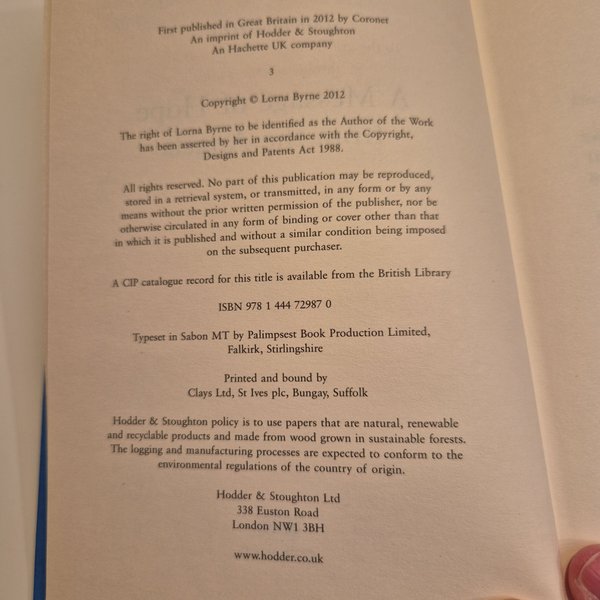 First published in Great Britain in 2012 by Coronet
An imprint of Hodder & Stoughton
An Hachette UK company
3
Copyright © Lorna Byrne 2012
The right of Lorna Byrne to be identified as the Author of the Work
has been asserted by her in accordance with the Copyright,
Designs and Patents Act 1988.
All rights reserved. No part of this publication may be reproduced,
stored in a retrieval system, or transmitted, in any form or by any
means without the prior written permission of the publisher, nor be
otherwise circulated in any form of binding or cover other than that
in which it is published and without a similar condition being imposed
on the subsequent purchaser.
A CIP catalogue record for this title is available from the British Library
ISBN 978 1 444 72987 0
Typeset in Sabon MT by Palimpsest Book Production Limited,
Falkirk, Stirlingshire
Printed and bound by
Clays Ltd, St Ives plc, Bungay, Suffolk
Hodder & Stoughton policy is to use papers that are natural, renewable
and recyclable products and made from wood grown in sustainable forests.
The logging and manufacturing processes are expected to conform to the
environmental regulations of the country of origin.
Hodder & Stoughton Ltd
338 Euston Road
London NW1 3BH
www.hodder.co.uk